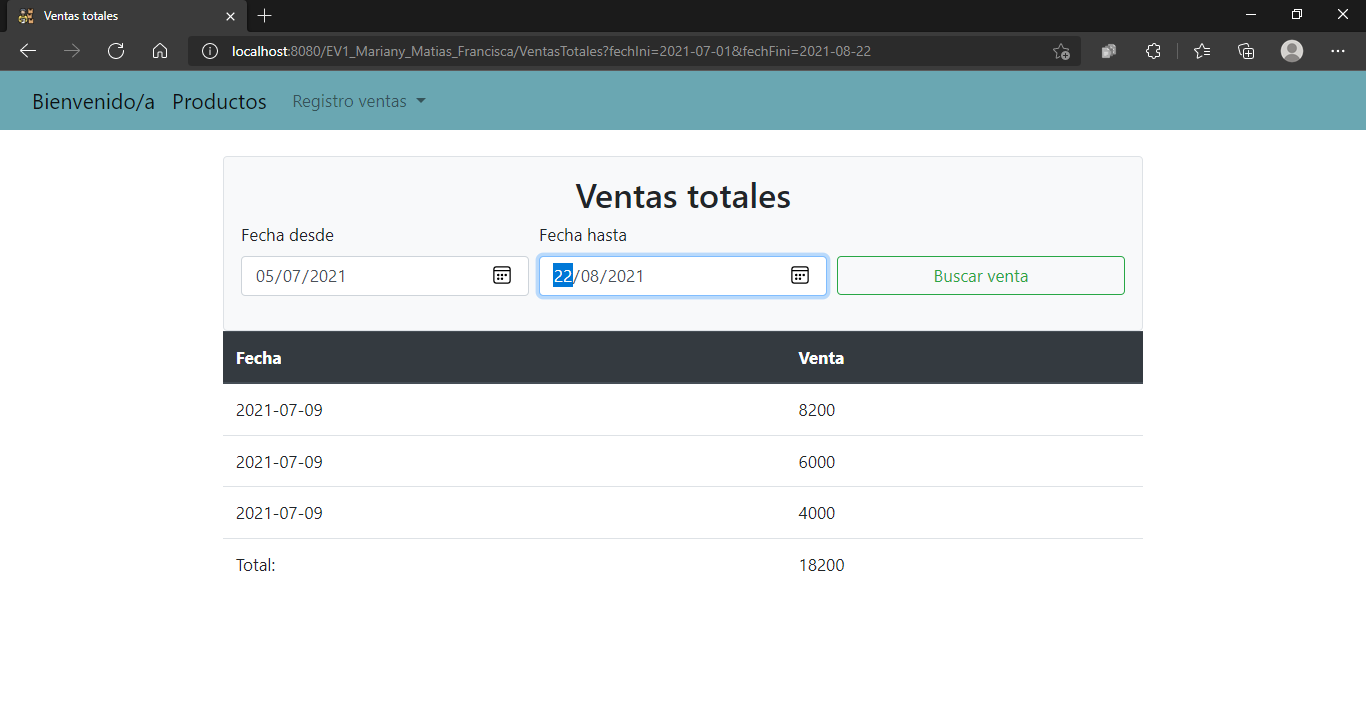 Ventas totales
localhost:8080/EV1_Mariany_Matias_Francisca/VentasTotales?fechIni=2021-07-01&fechFini=2021-08-22
Bienvenido/a Productos Registro ventas
Ventas totales
Fecha desde Fecha hasta
05/07/2021 22/08/2021 Buscar venta
Fecha Venta
2021-07-09 8200
2021-07-09 6000
2021-07-09 4000
Total: 18200